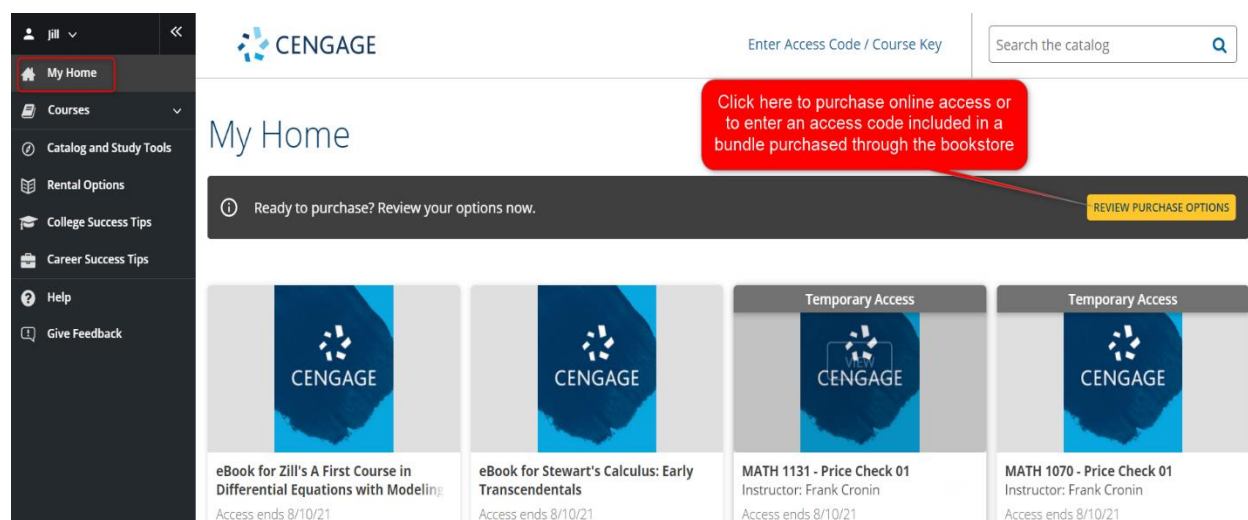 Jill
My Home
Courses
Catalog and Study Tools
Rental Options
College Success Tips
Career Success Tips
Help
Give Feedback
CENGAGE
Enter Access Code / Course Key
Search the catalog
Click here to purchase online access or
to enter an access code included in a
bundle purchased through the bookstore
My Home
Ready to purchase? Review your options now.
REVIEW PURCHASE OPTIONS
CENGAGE
eBook for Zill's A First Course in
Differential Equations with Modeling
Access ends 8/10/21
CENGAGE
eBook for Stewart's Calculus: Early
Transcendentals
Access ends 8/10/21
Temporary Access
VIEW
CENGAGE
MATH 1131 - Price Check 01
Instructor: Frank Cronin
Access ends 8/10/21
Temporary Access
CENGAGE
MATH 1070 - Price Check 01
Instructor: Frank Cronin
Access ends 8/10/21